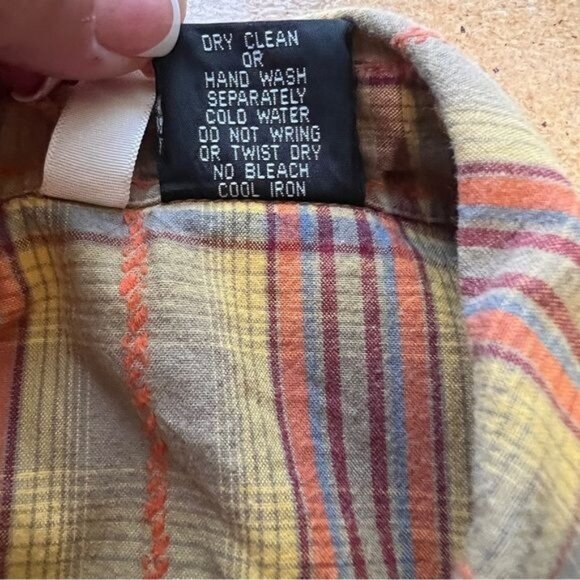 DRY CLEAN
OR
HAND WASH
SEPARATELY
COLD WATER
DO NOT WRING
OR TWIST DRY
NO BLEACH
COOL IRON